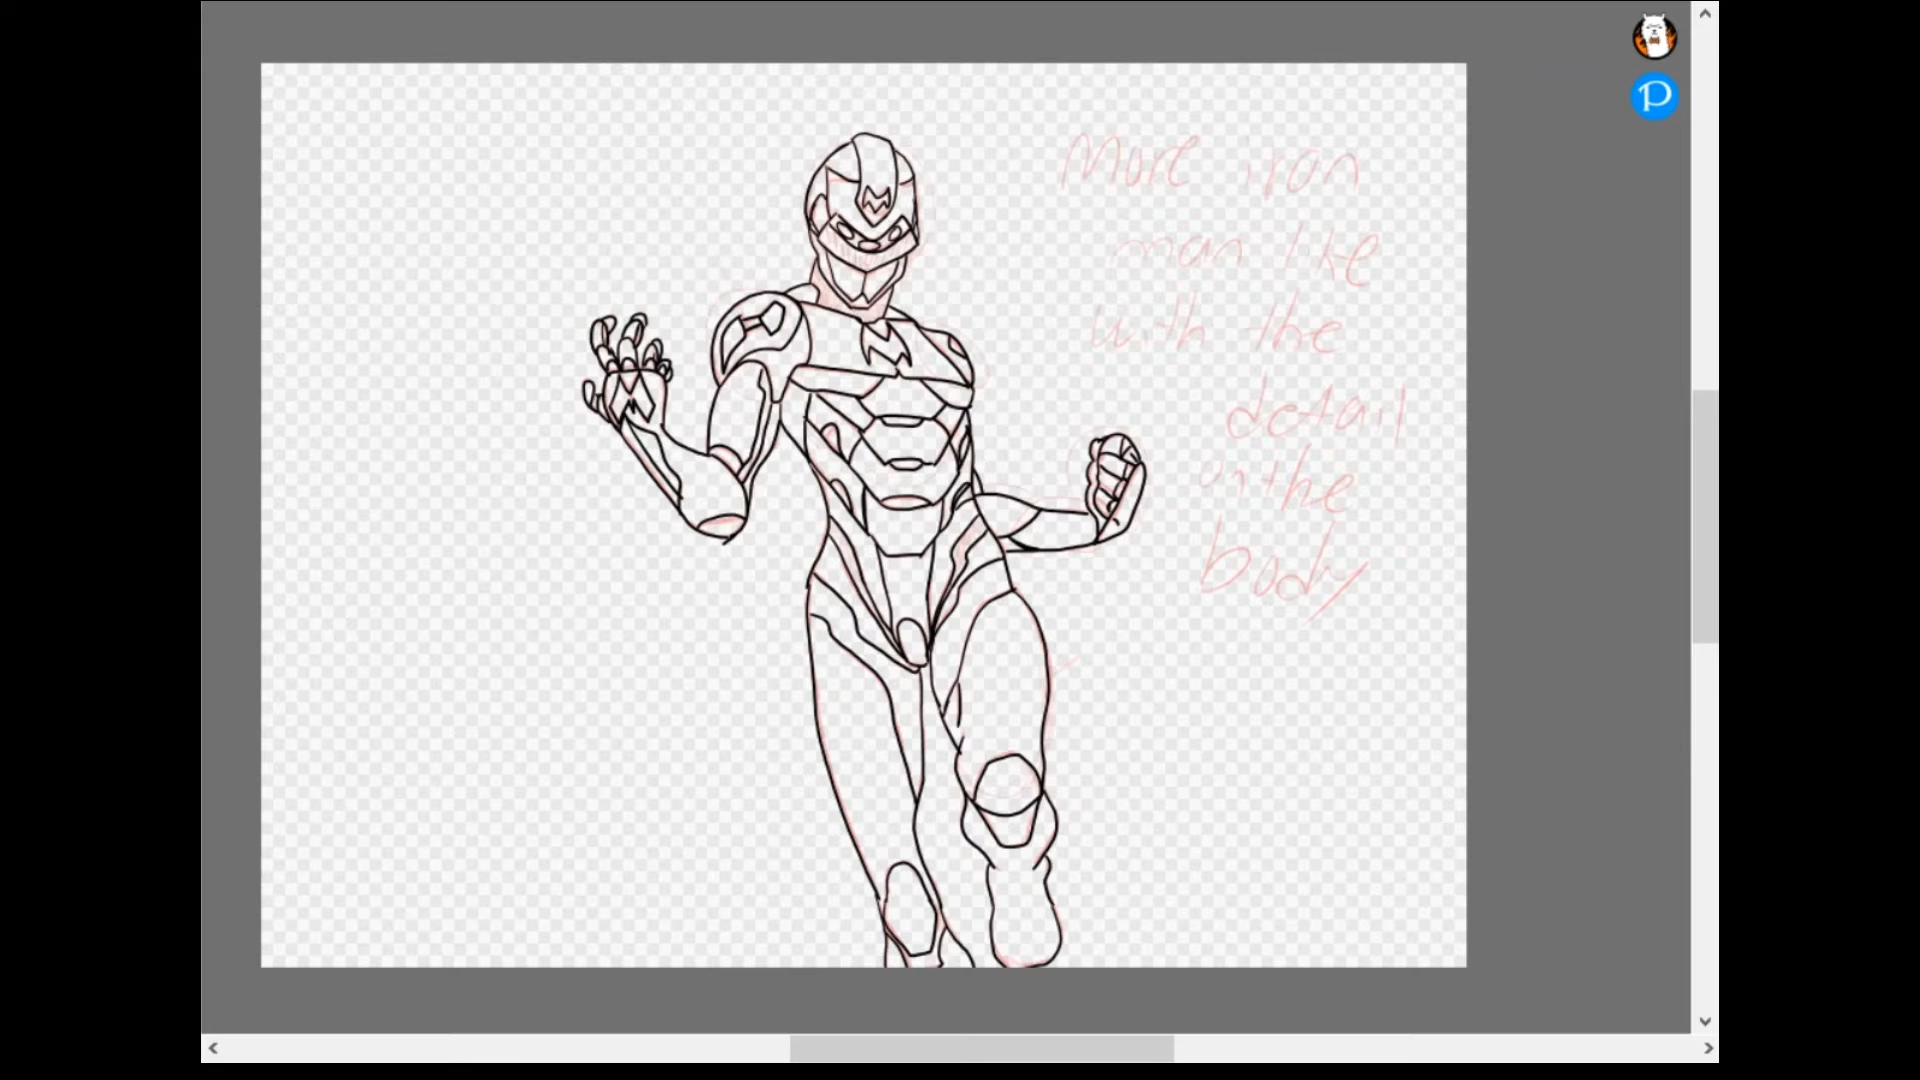 More iron
man like
with the
detail
on the
body
P